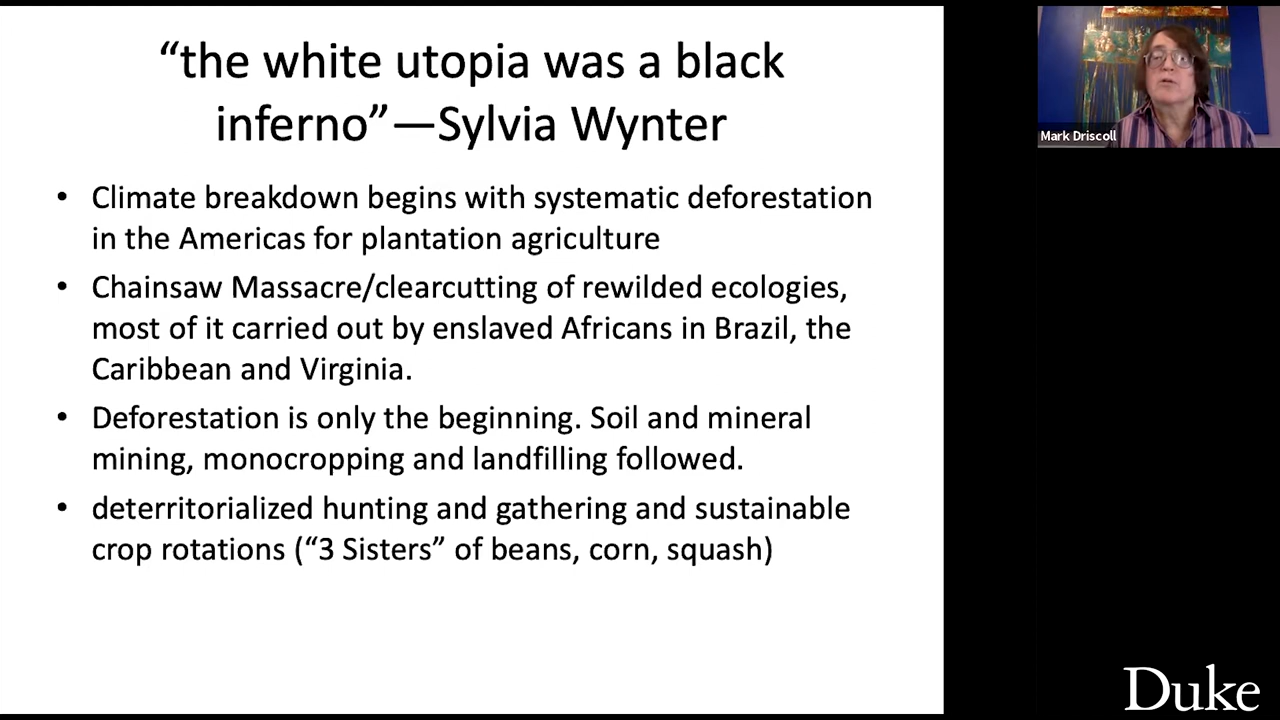 “the white utopia was a black
inferno”—Sylvia Wynter
• Climate breakdown begins with systematic deforestation
in the Americas for plantation agriculture
• Chainsaw Massacre/clearcutting of rewilded ecologies,
most of it carried out by enslaved Africans in Brazil, the
Caribbean and Virginia.
• Deforestation is only the beginning. Soil and mineral
mining, monocropping and landfilling followed.
• deterritorialized hunting and gathering and sustainable
crop rotations (“3 Sisters” of beans, corn, squash)
Mark Driscoll
Duke